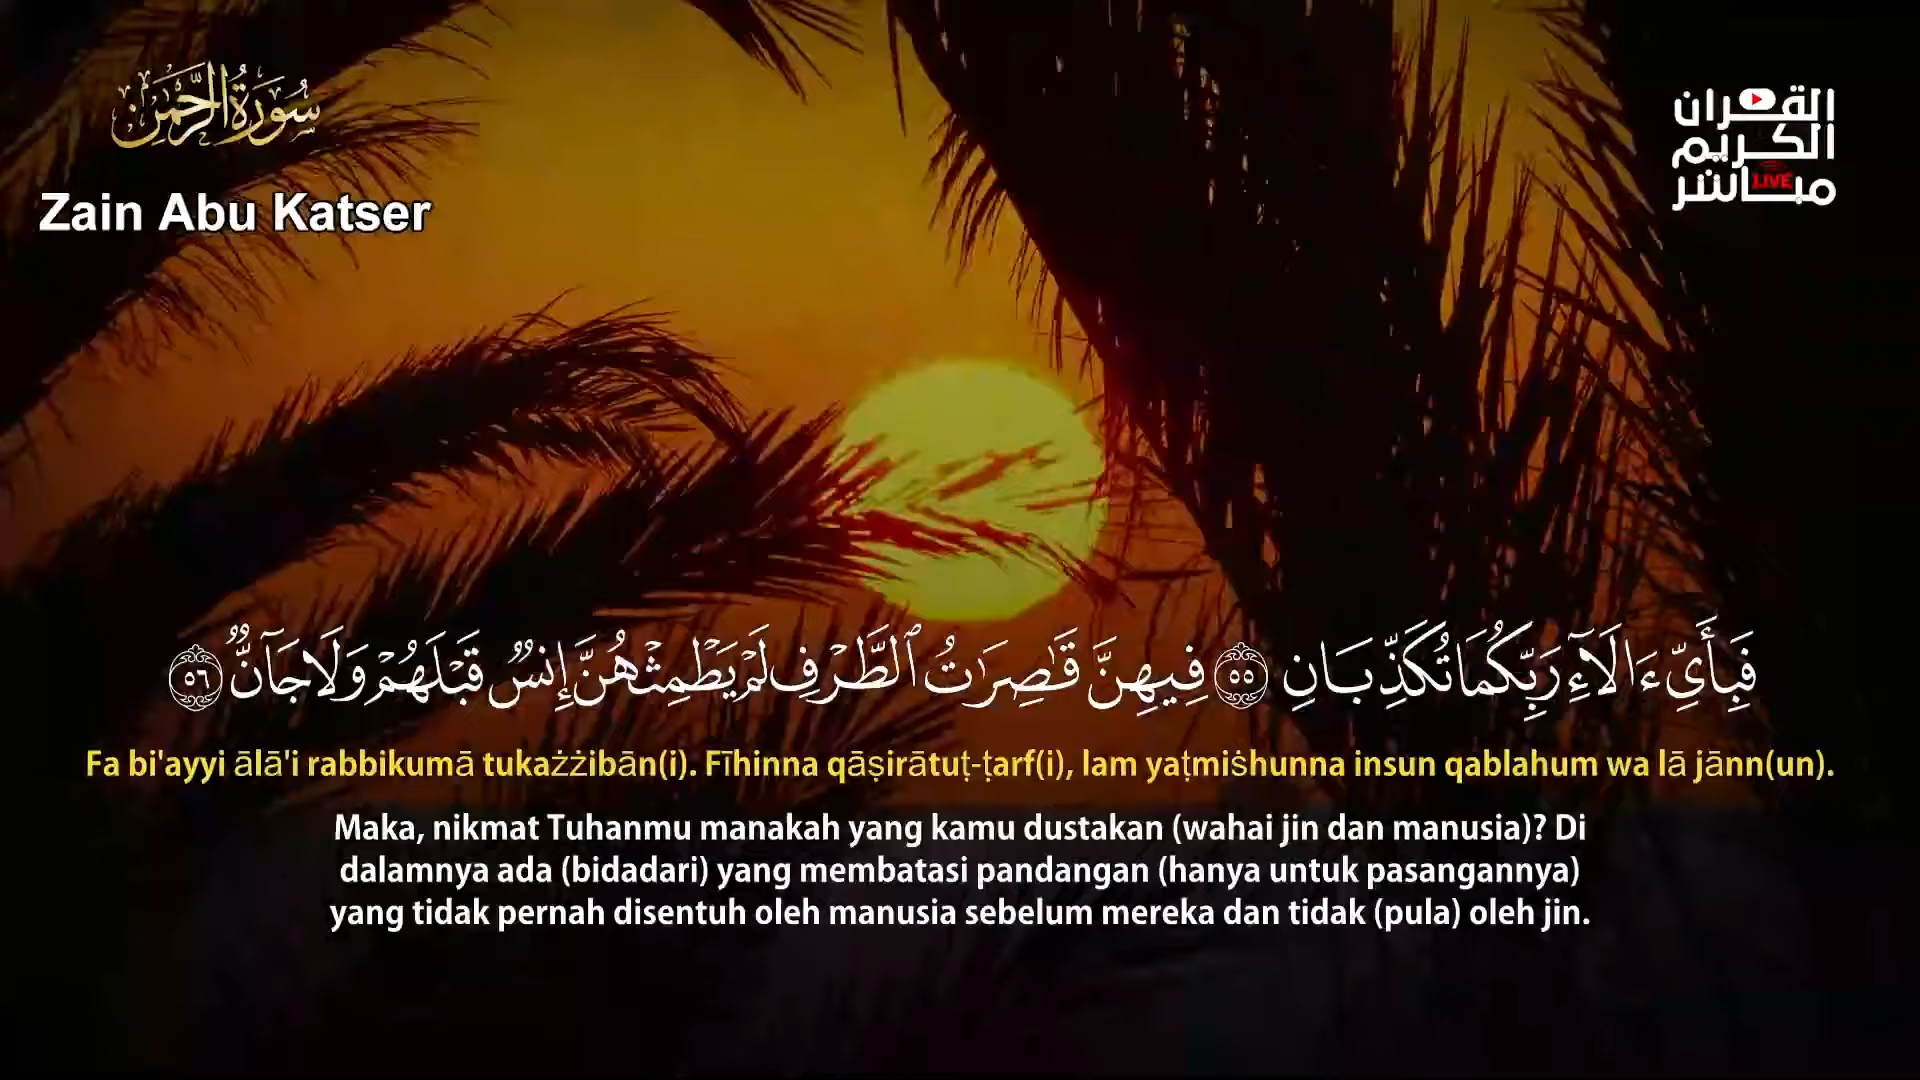 سُورَةُ الرَّحْمَٰن
Zain Abu Katser
القران
الكريم
مباشر
LIVE
فَبِأَىِّ ءَالَآءِ رَبِّكُمَا تُكَذِّبَانِ ۝٥٥ فِيهِنَّ قَٰصِرَٰتُ ٱلطَّرْفِ لَمْ يَطْمِثْهُنَّ إِنسٌ قَبْلَهُمْ وَلَا جَآنٌّ ۝٥٦
Fa bi'ayyi ālā'i rabbikumā tukażżibān(i). Fīhinna qāṣirātuṭ-ṭarf(i), lam yaṭmiṡhunna insun qablahum wa lā jānn(un).
Maka, nikmat Tuhanmu manakah yang kamu dustakan (wahai jin dan manusia)? Di
dalamnya ada (bidadari) yang membatasi pandangan (hanya untuk pasangannya)
yang tidak pernah disentuh oleh manusia sebelum mereka dan tidak (pula) oleh jin.